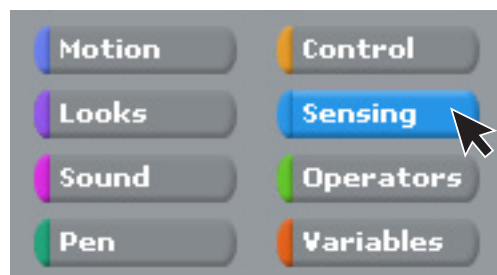 Motion Control
Looks Sensing
Sound Operators
Pen Variables